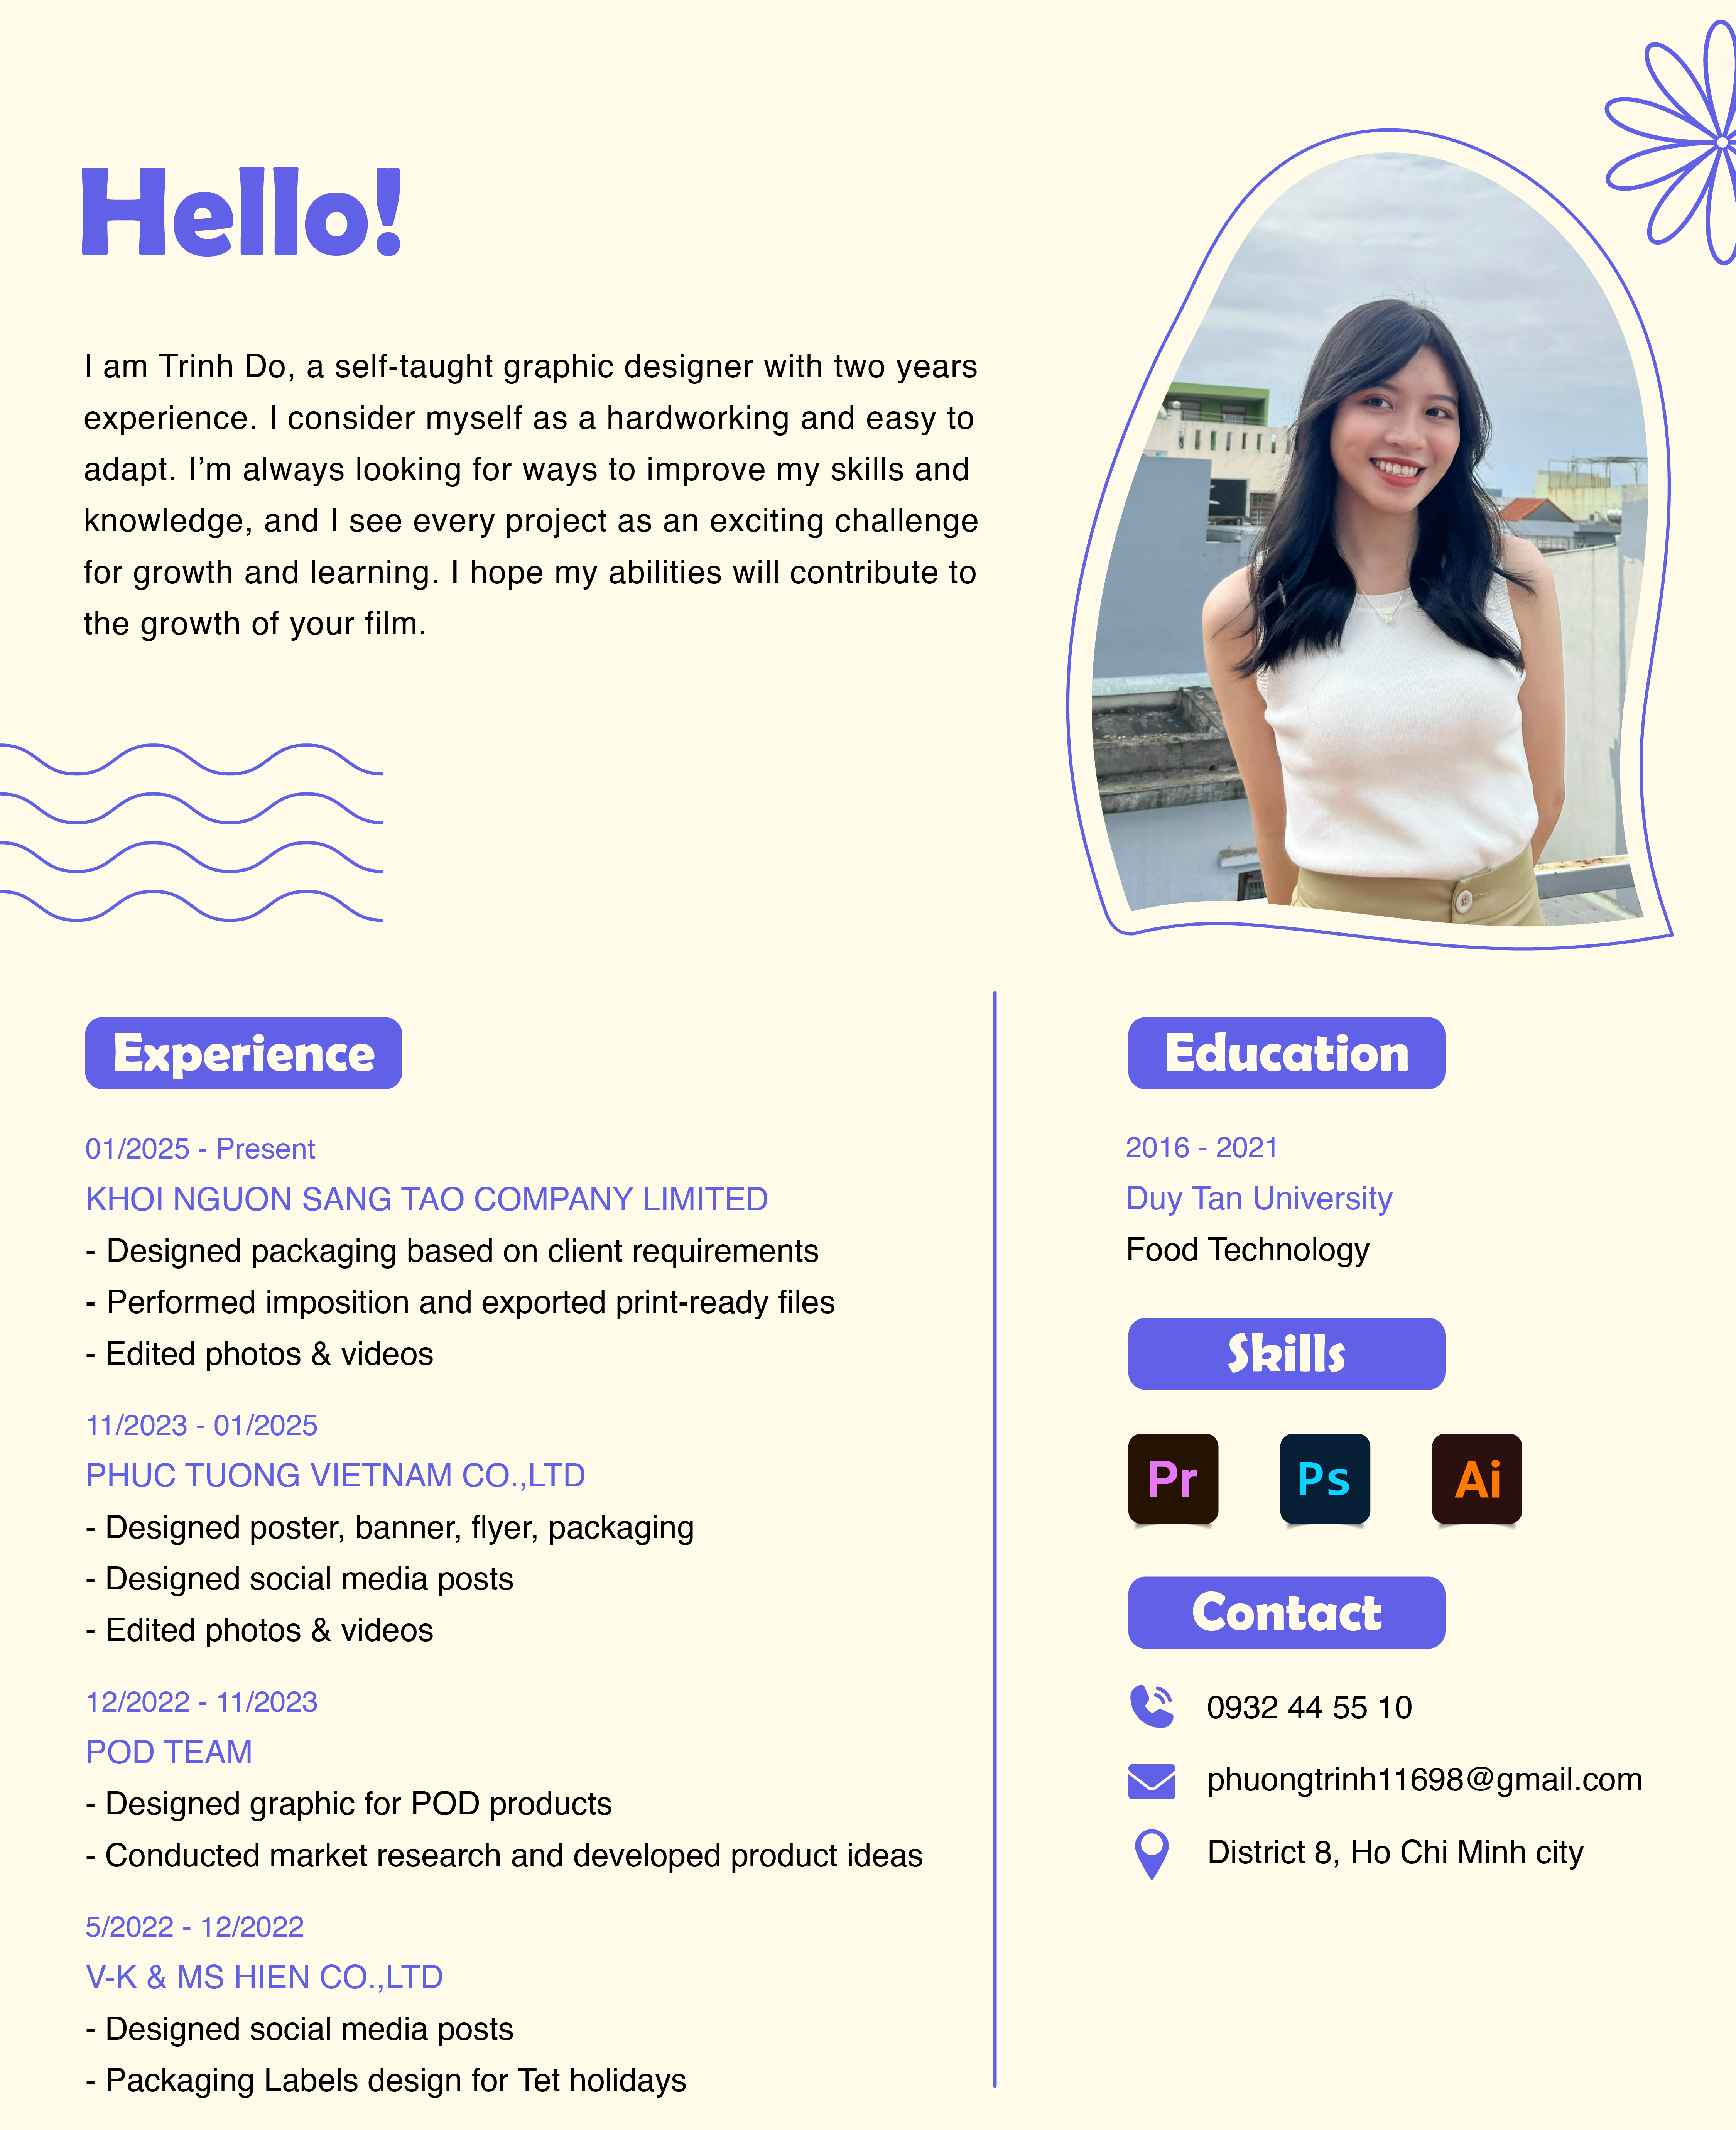 Hello!
I am Trinh Do, a self-taught graphic designer with two years
experience. I consider myself as a hardworking and easy to
adapt. I’m always looking for ways to improve my skills and
knowledge, and I see every project as an exciting challenge
for growth and learning. I hope my abilities will contribute to
the growth of your film.
Experience
01/2025 - Present
KHOI NGUON SANG TAO COMPANY LIMITED
- Designed packaging based on client requirements
- Performed imposition and exported print-ready files
- Edited photos & videos
11/2023 - 01/2025
PHUC TUONG VIETNAM CO.,LTD
- Designed poster, banner, flyer, packaging
- Designed social media posts
- Edited photos & videos
12/2022 - 11/2023
POD TEAM
- Designed graphic for POD products
- Conducted market research and developed product ideas
5/2022 - 12/2022
V-K & MS HIEN CO.,LTD
- Designed social media posts
- Packaging Labels design for Tet holidays
Education
2016 - 2021
Duy Tan University
Food Technology
Skills
Pr Ps Ai
Contact
0932 44 55 10
phuongtrinh11698@gmail.com
District 8, Ho Chi Minh city